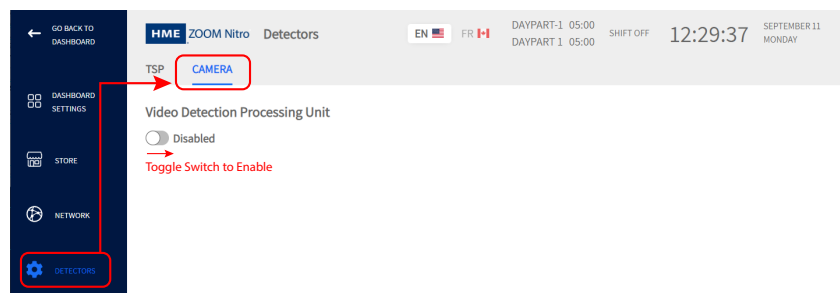 GO BACK TO
DASHBOARD
HME ZOOM Nitro Detectors
EN FR
DAYPART-1 05:00
DAYPART 1 05:00
SHIFT OFF
12:29:37
SEPTEMBER 11
MONDAY
TSP CAMERA
DASHBOARD
SETTINGS
Video Detection Processing Unit
Disabled
Toggle Switch to Enable
STORE
NETWORK
DETECTORS